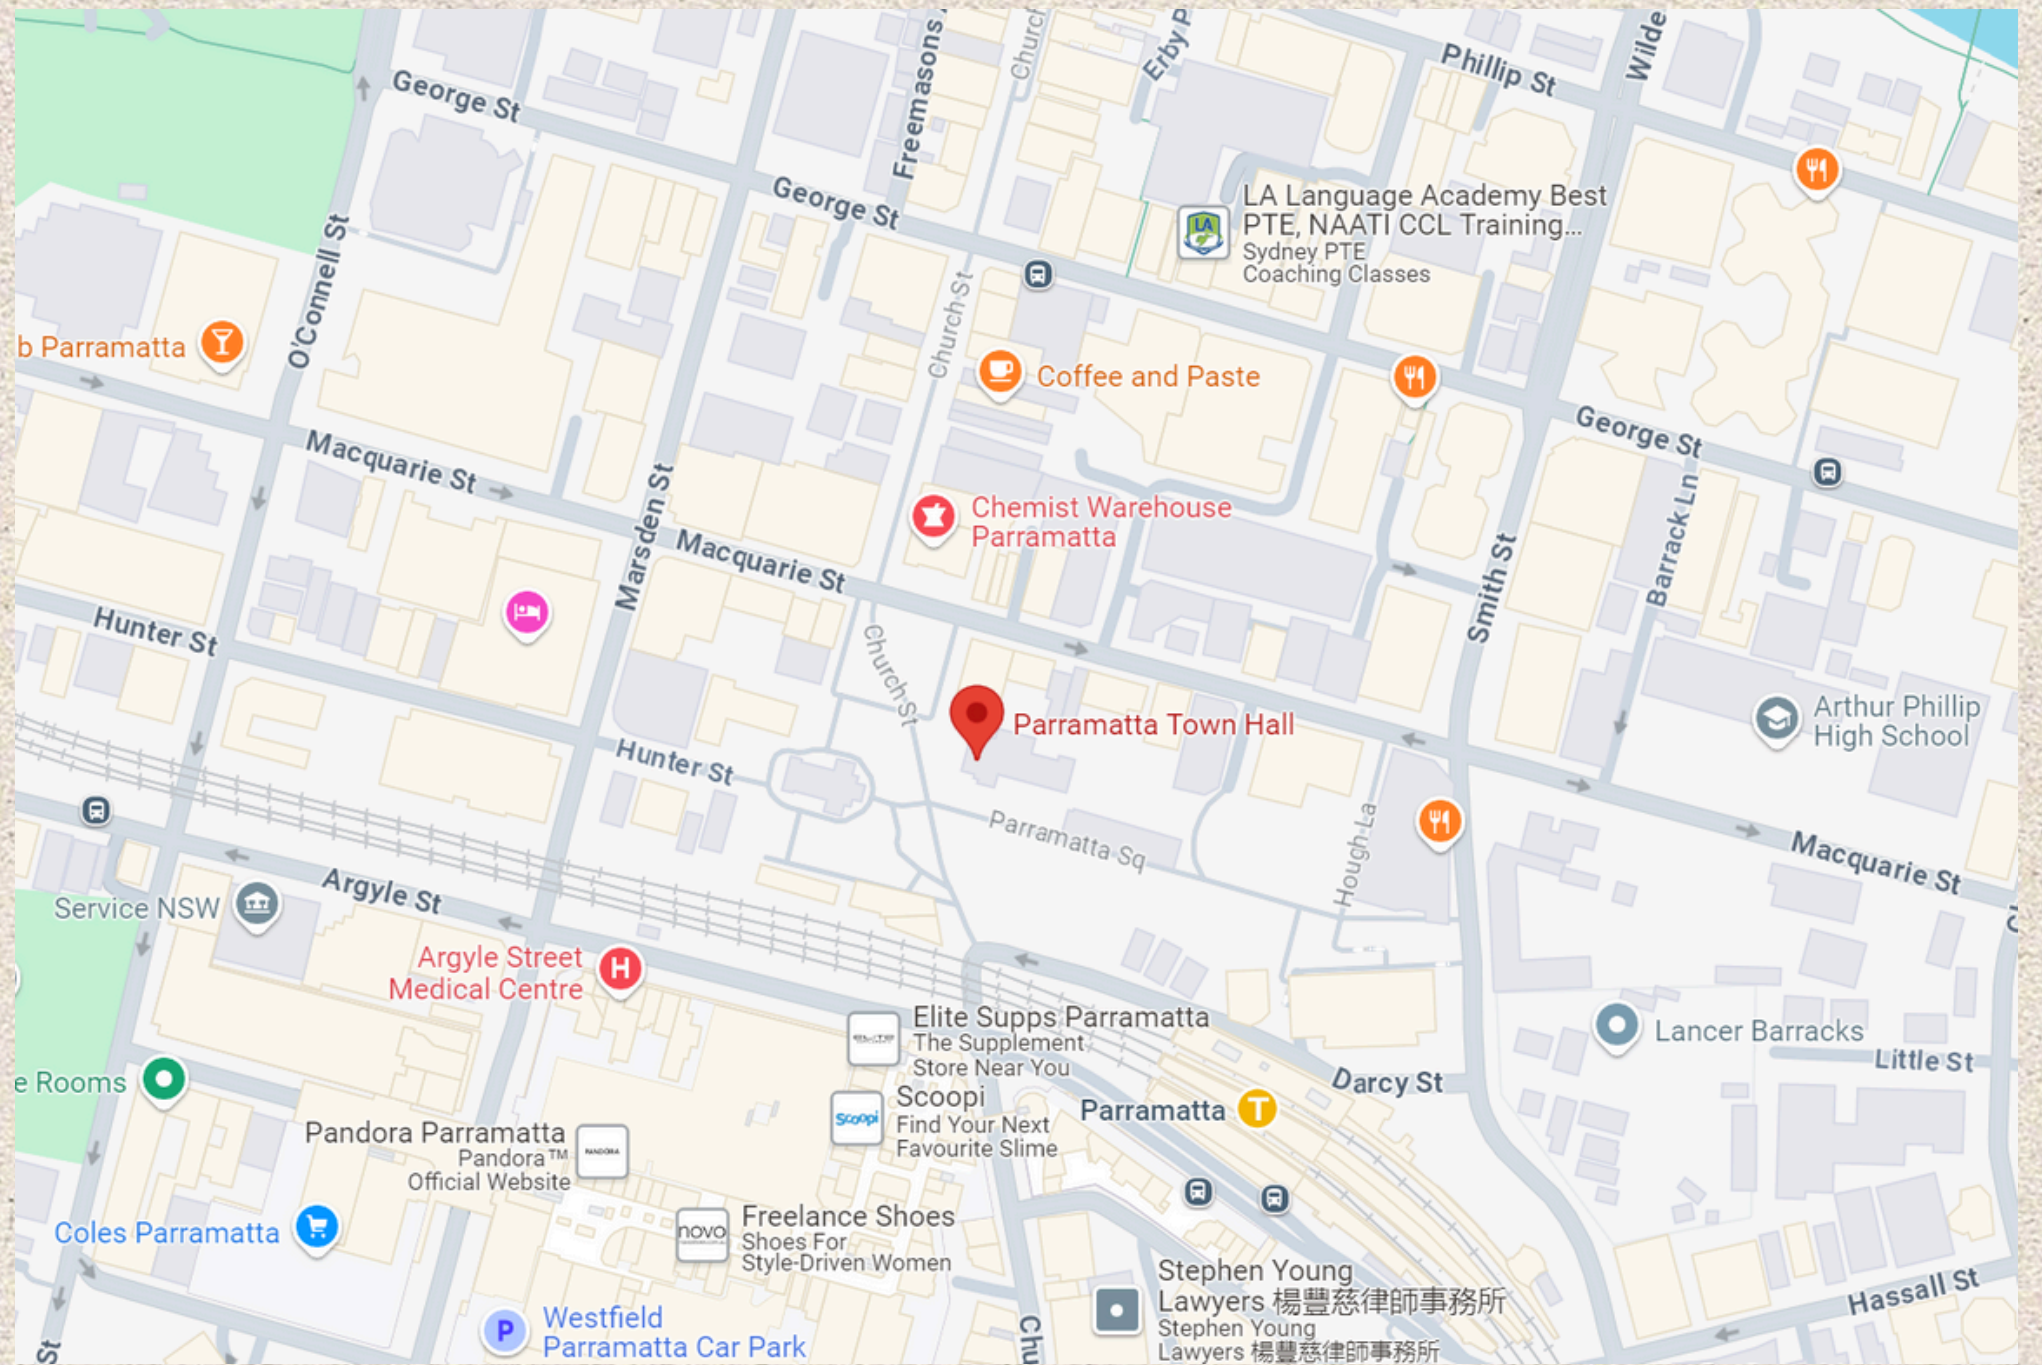 George St
Freemasons
Church
Erby P
Phillip St
Wilde
George St
LA Language Academy Best
PTE, NAATI CCL Training...
Sydney PTE
Coaching Classes
LA
O'Connell St
Church St
b Parramatta
Coffee and Paste
George St
Macquarie St
Marsden St
Chemist Warehouse
Parramatta
Macquarie St
Smith St
Barrack Ln
Hunter St
Church St
Parramatta Town Hall
Arthur Phillip
High School
Hunter St
Parramatta Sq
Hough La
Macquarie St
Argyle St
Service NSW
Argyle Street
Medical Centre
H
Elite Supps Parramatta
The Supplement
Store Near You
ELITE
Lancer Barracks
Little St
e Rooms
Darcy St
Scoopi
Find Your Next
Favourite Slime
Scoopi
Parramatta
T
Pandora Parramatta
Pandora™
Official Website
PANDORA
Coles Parramatta
Freelance Shoes
Shoes For
Style-Driven Women
novo
Stephen Young
Lawyers 楊豐慈律師事務所
Stephen Young
Lawyers 楊豐慈律師事務所
Hassall St
Westfield
Parramatta Car Park
P
Chu
St